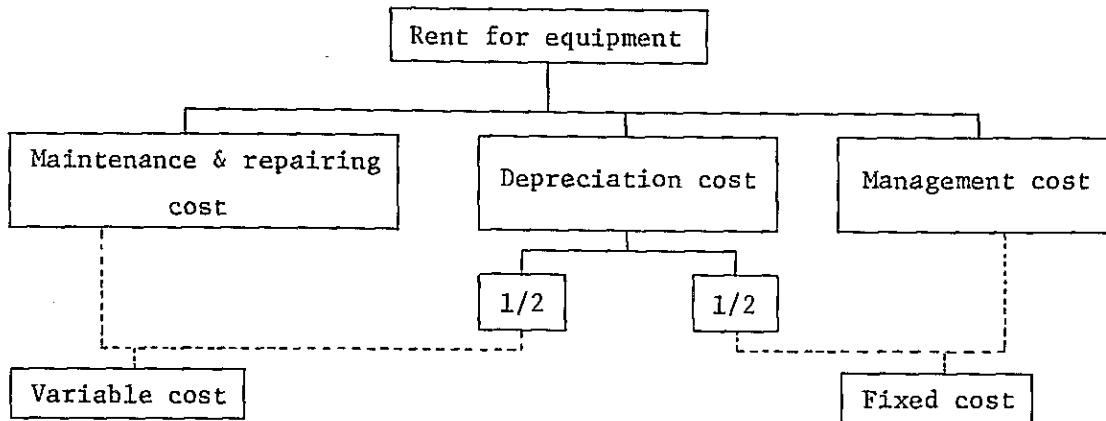 Rent for equipment
Maintenance & repairing
cost
Depreciation cost
Management cost
1/2
1/2
Variable cost
Fixed cost